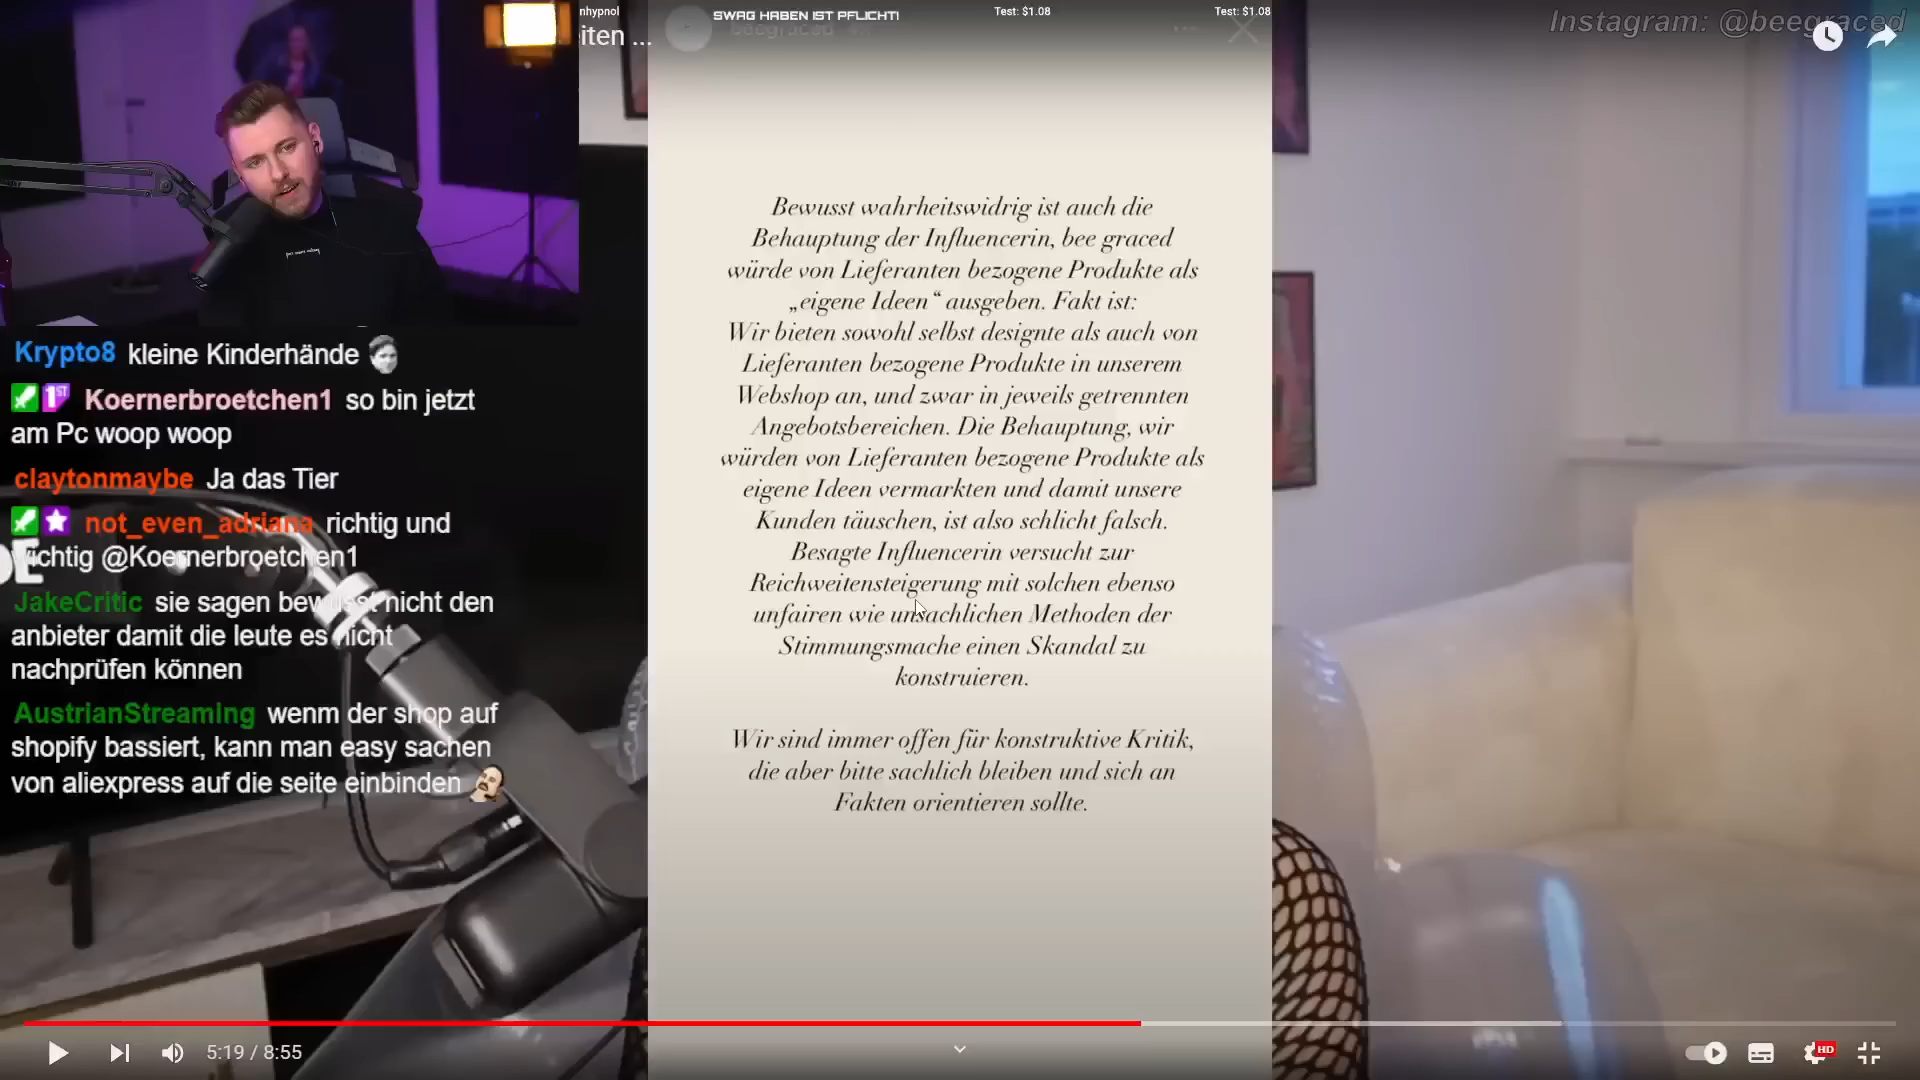 nhypnol
SWAG HABEN IST PFLICHT!
Test: $1.08
Test: $1.08
iten ...
beegraced
Instagram: @beegraced
Bewusst wahrheitswidrig ist auch die
Behauptung der Influencerin, bee graced
würde von Lieferanten bezogene Produkte als
„eigene Ideen“ ausgeben. Fakt ist:
Wir bieten sowohl selbst designte als auch von
Lieferanten bezogene Produkte in unserem
Webshop an, und zwar in jeweils getrennten
Angebotsbereichen. Die Behauptung, wir
würden von Lieferanten bezogene Produkte als
eigene Ideen vermarkten und damit unsere
Kunden täuschen, ist also schlicht falsch.
Besagte Influencerin versucht zur
Reichweitensteigerung mit solchen ebenso
unfairen wie unsachlichen Methoden der
Stimmungsmache einen Skandal zu
konstruieren.
Wir sind immer offen für konstruktive Kritik,
die aber bitte sachlich bleiben und sich an
Fakten orientieren sollte.
Krypto8 kleine Kinderhände
1ST Koernerbroetchen1 so bin jetzt
am Pc woop woop
claytonmaybe Ja das Tier
not_even_adriana richtig und
wichtig @Koernerbroetchen1
JakeCritic sie sagen bewusst nicht den
anbieter damit die leute es nicht
nachprüfen können
AustrianStreaming wenm der shop auf
shopify bassiert, kann man easy sachen
von aliexpress auf die seite einbinden
5:19 / 8:55
HD